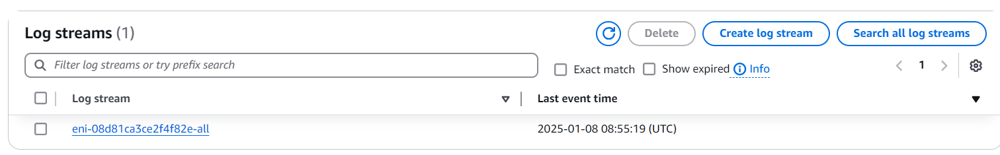 Log streams (1)
Delete
Create log stream
Search all log streams
Filter log streams or try prefix search
Exact match
Show expired
Info
1
Log stream
Last event time
eni-08d81ca3ce2f4f82e-all
2025-01-08 08:55:19 (UTC)